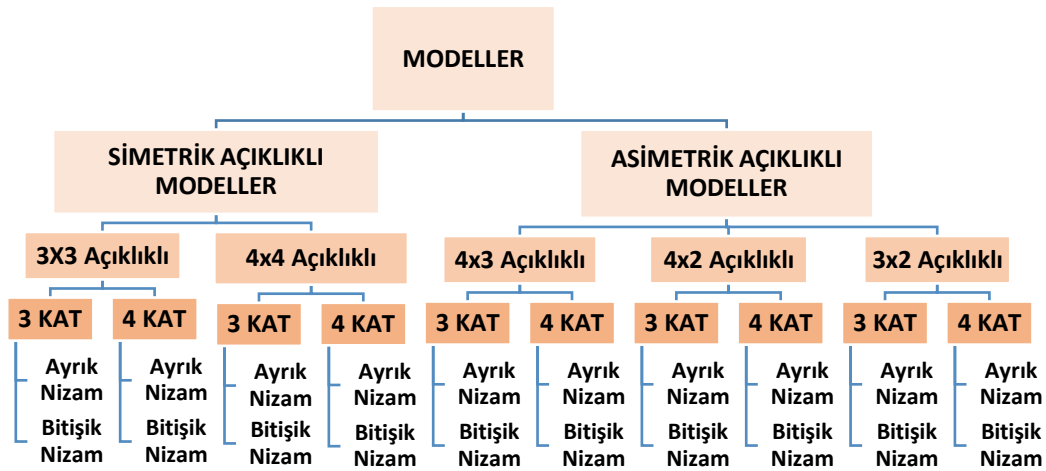 MODELLER
SİMETRİK AÇIKLIKLI
MODELLER
ASİMETRİK AÇIKLIKLI
MODELLER
3X3 Açıklıklı
4x4 Açıklıklı
4x3 Açıklıklı
4x2 Açıklıklı
3x2 Açıklıklı
3 KAT
4 KAT
3 KAT
4 KAT
3 KAT
4 KAT
3 KAT
4 KAT
3 KAT
4 KAT
Ayrık
Nizam
Bitişik
Nizam
Ayrık
Nizam
Bitişik
Nizam
Ayrık
Nizam
Bitişik
Nizam
Ayrık
Nizam
Bitişik
Nizam
Ayrık
Nizam
Bitişik
Nizam
Ayrık
Nizam
Bitişik
Nizam
Ayrık
Nizam
Bitişik
Nizam
Ayrık
Nizam
Bitişik
Nizam
Ayrık
Nizam
Bitişik
Nizam
Ayrık
Nizam
Bitişik
Nizam